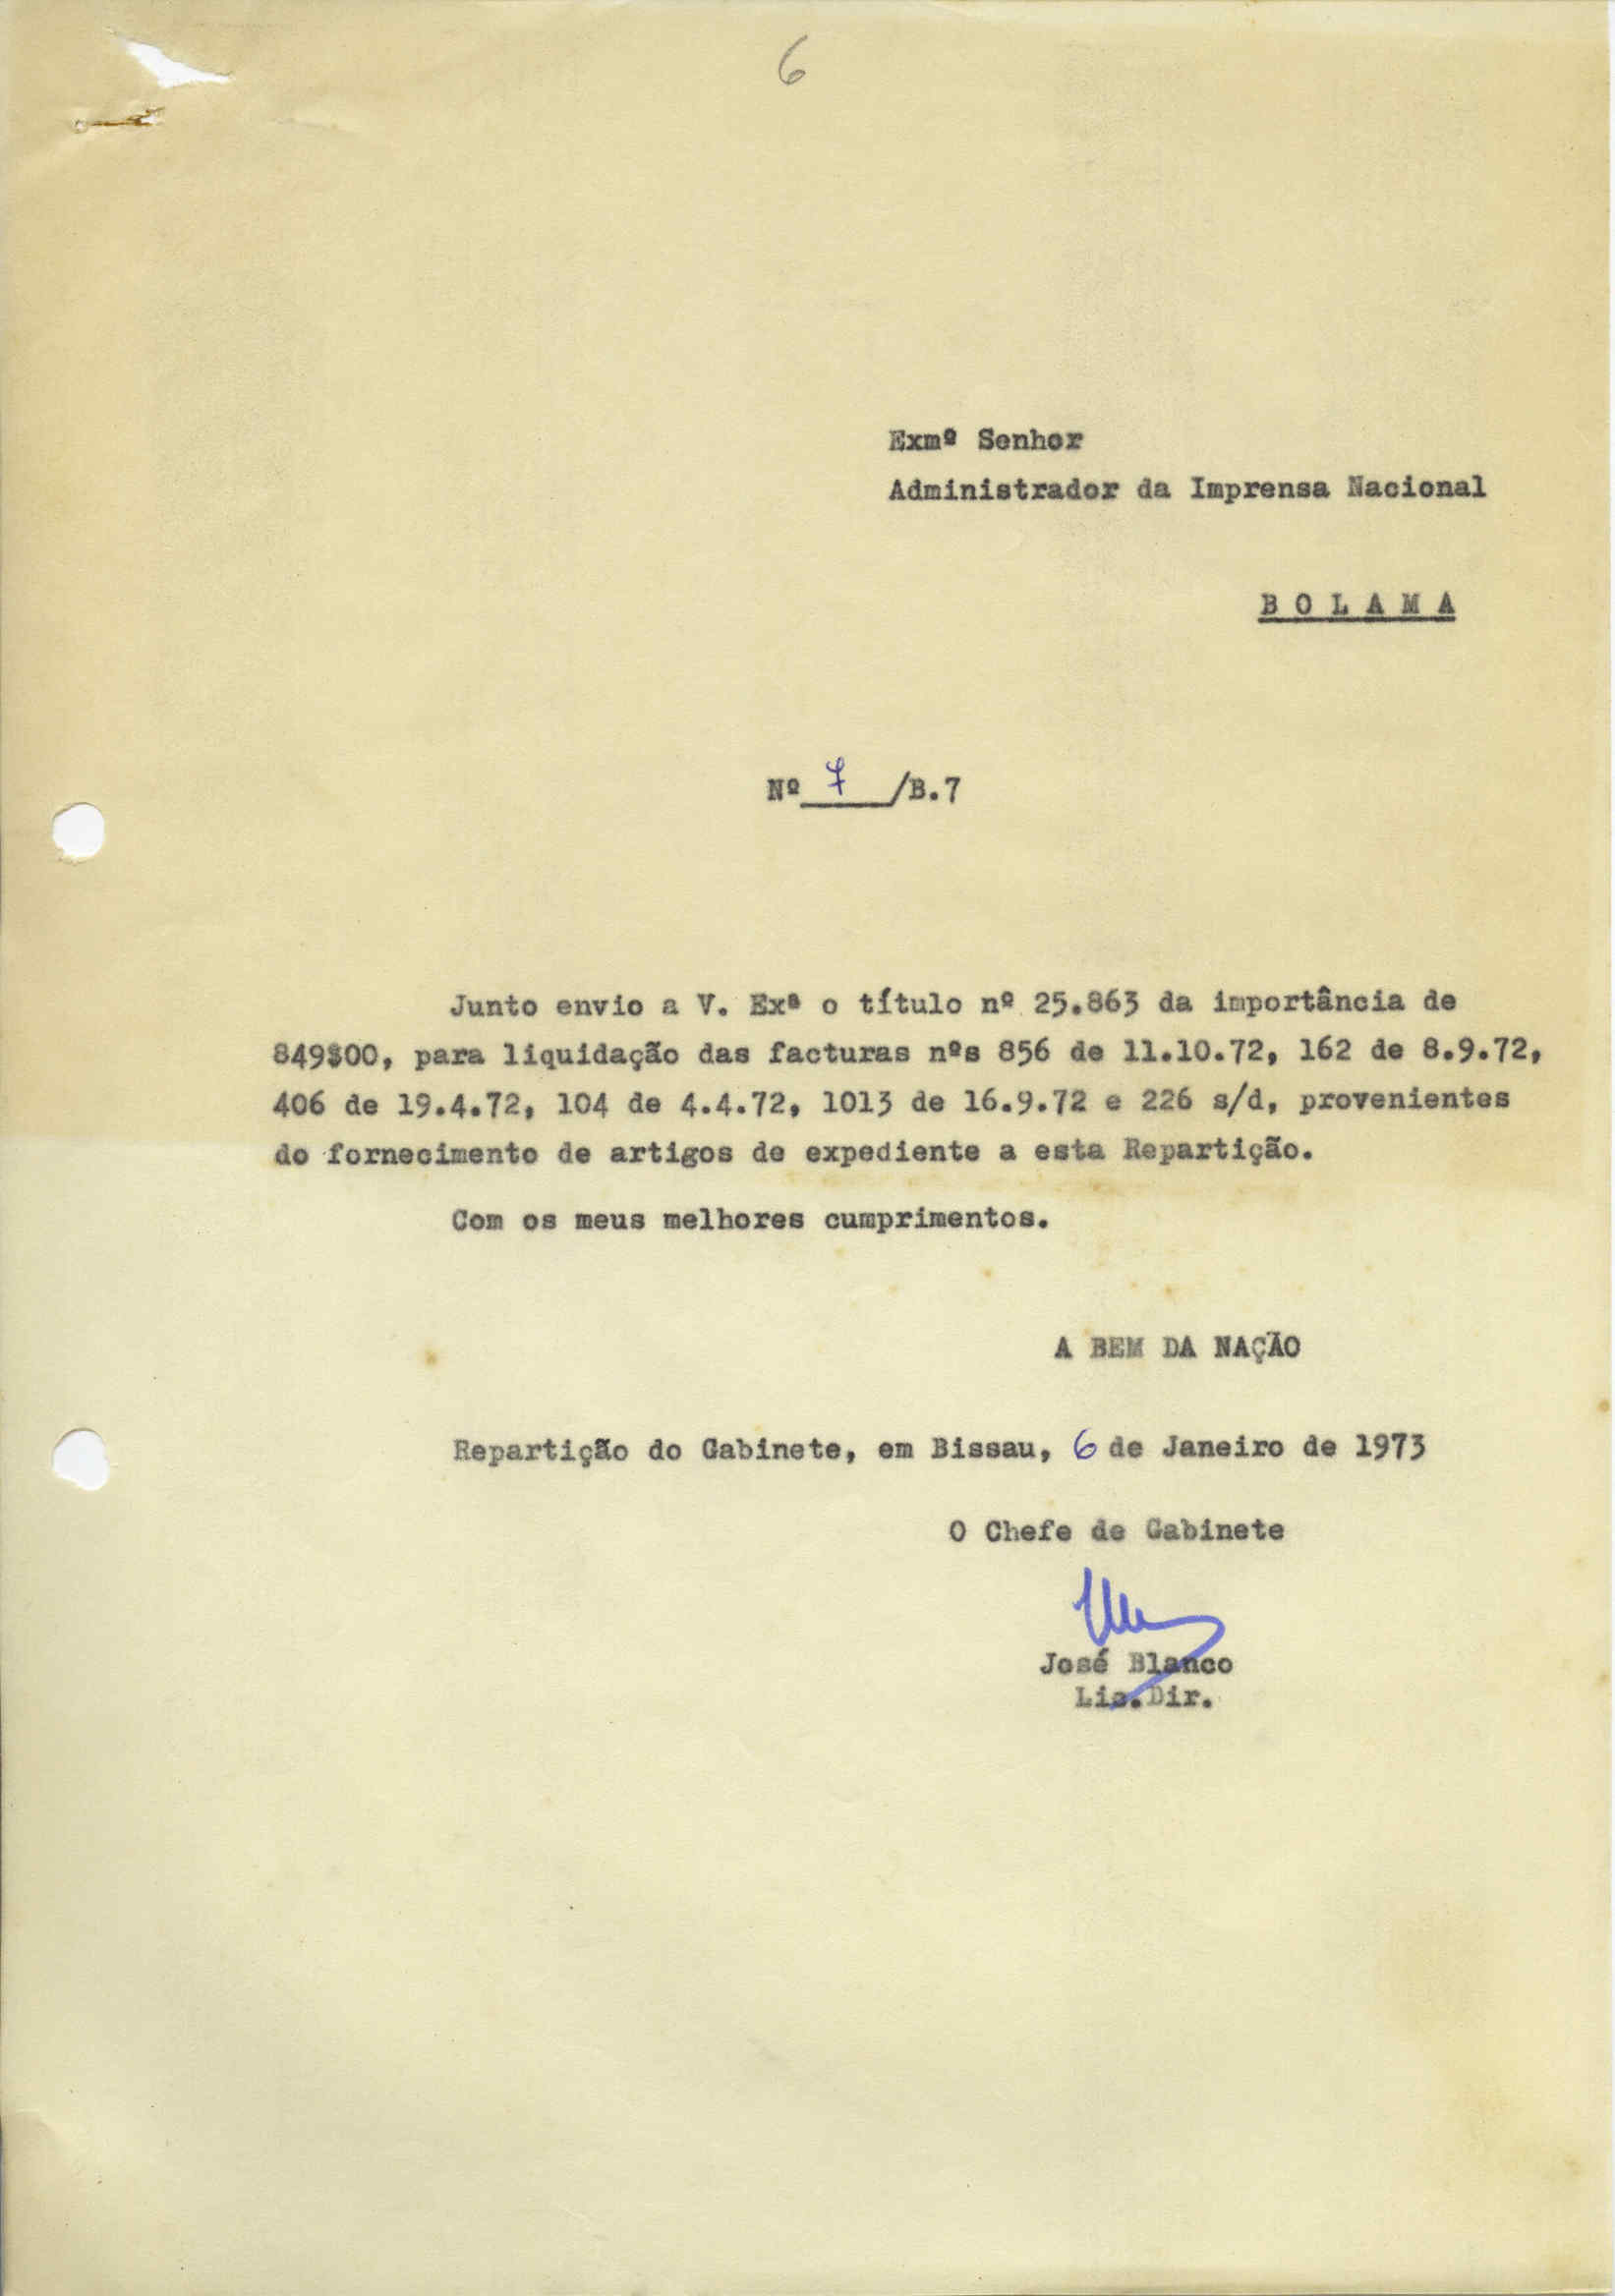 6
Exmº Senhor
Administrador da Imprensa Nacional
B O L A M A
Nº 7 /B.7
Junto envio a V. Exª o título nº 25.863 da importância de
849$00, para liquidação das facturas nºs 856 de 11.10.72, 162 de 8.9.72,
406 de 19.4.72, 104 de 4.4.72, 1013 de 16.9.72 e 226 s/d, provenientes
do fornecimento de artigos de expediente a esta Repartição.
Com os meus melhores cumprimentos.
A BEM DA NAÇÃO
Repartição do Gabinete, em Bissau, 6 de Janeiro de 1973
O Chefe de Gabinete
José Blanco
Lic.Dir.